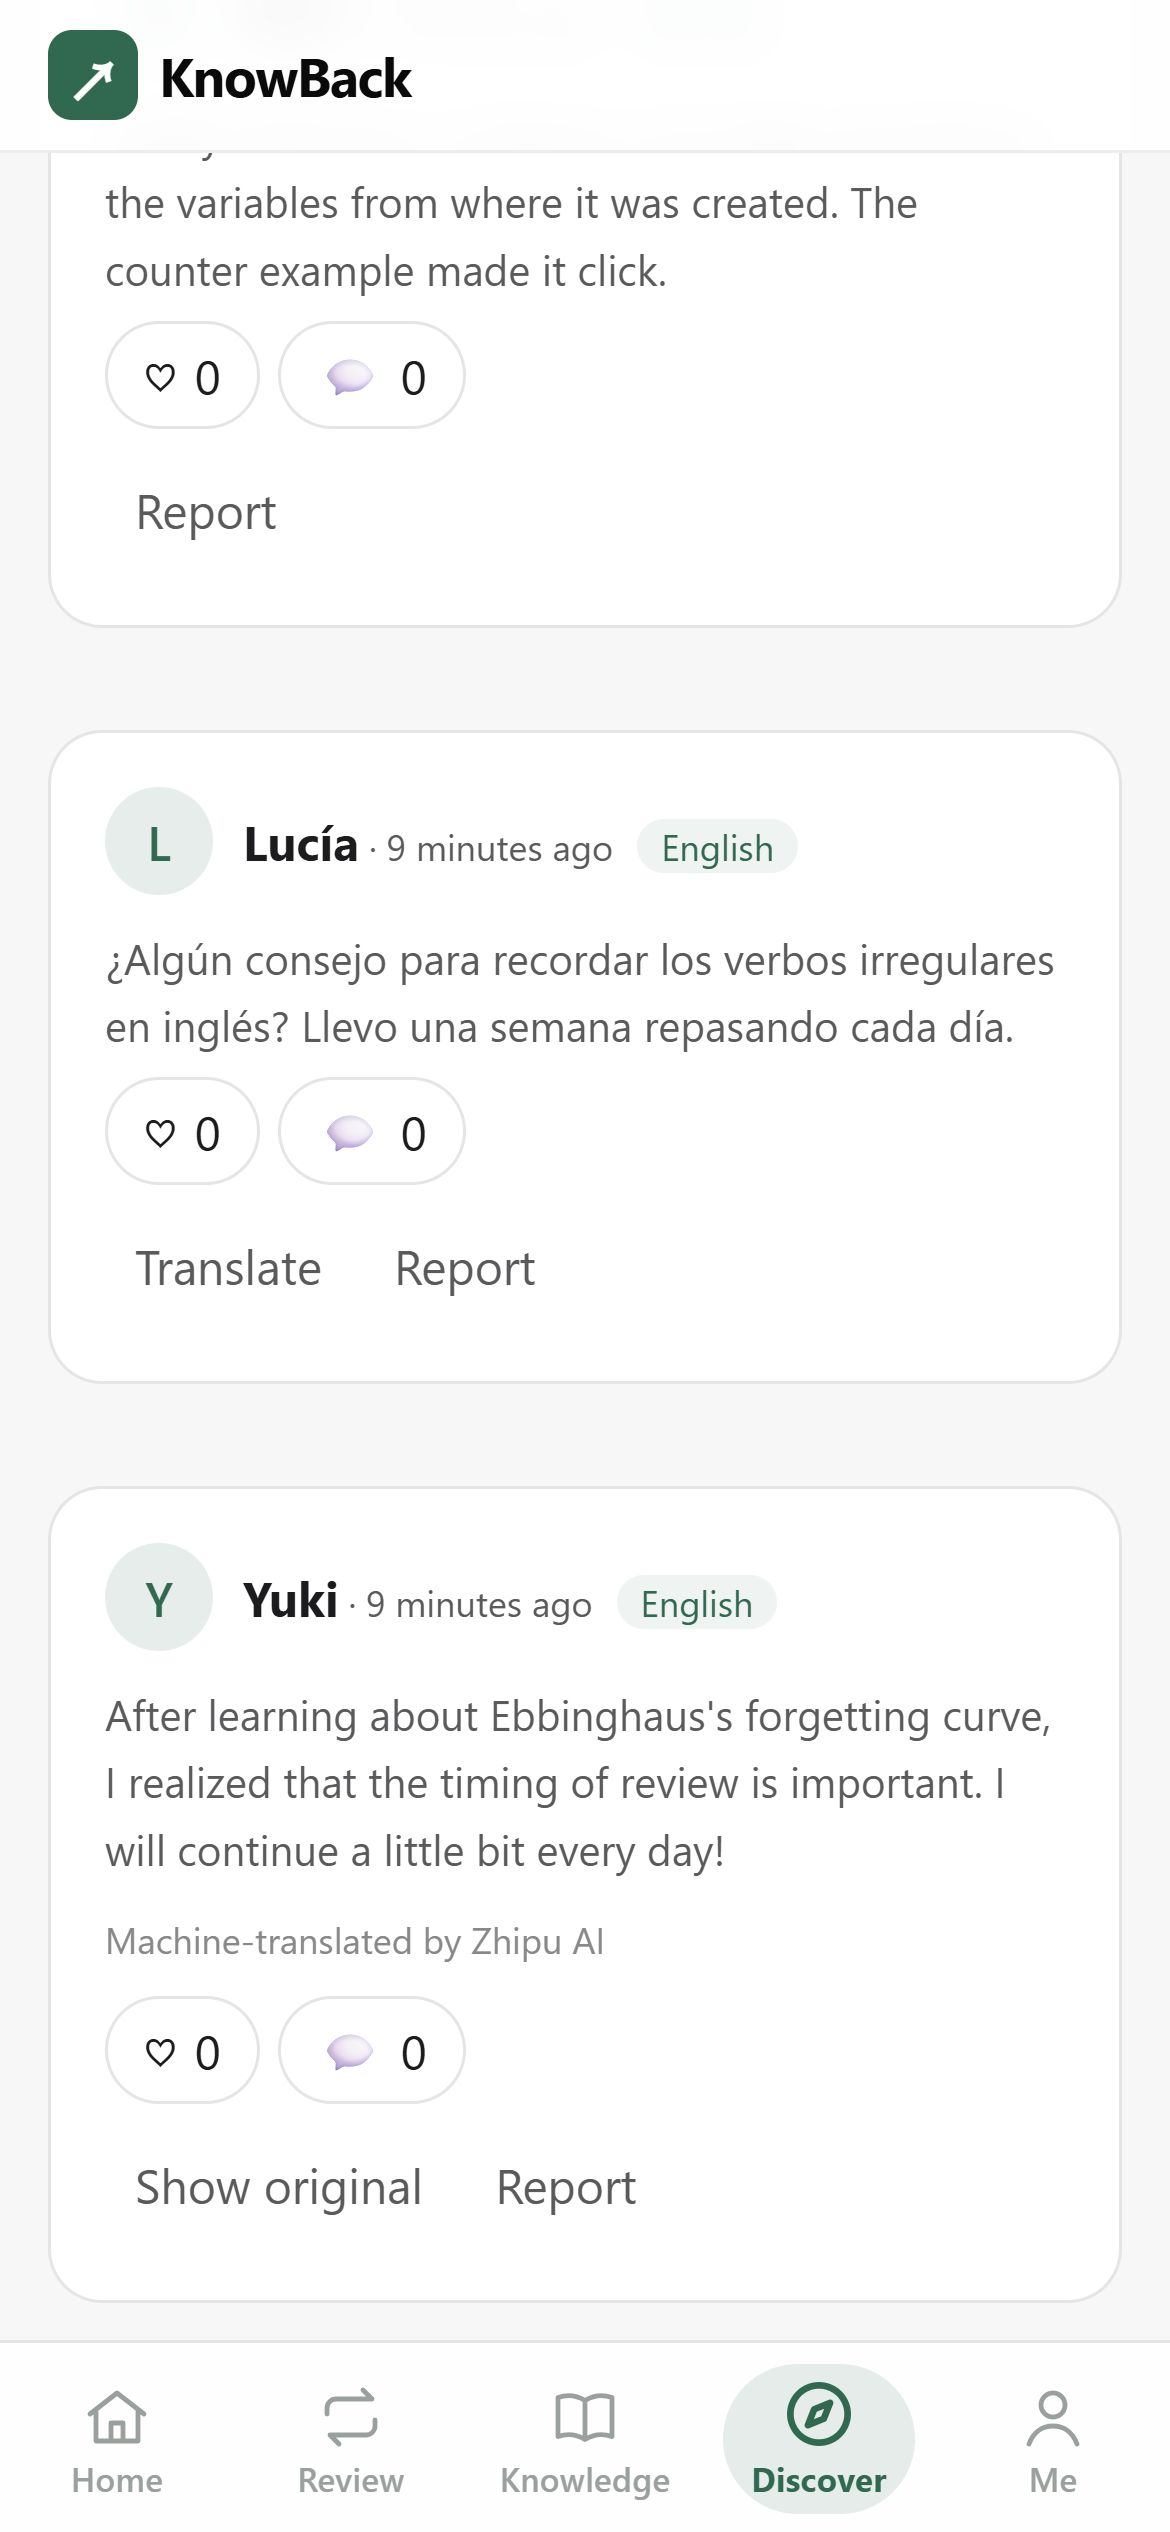 KnowBack
the variables from where it was created. The
counter example made it click.
♡ 0 💬 0
Report
L Lucía · 9 minutes ago English
¿Algún consejo para recordar los verbos irregulares
en inglés? Llevo una semana repasando cada día.
♡ 0 💬 0
Translate Report
Y Yuki · 9 minutes ago English
After learning about Ebbinghaus's forgetting curve,
I realized that the timing of review is important. I
will continue a little bit every day!
Machine-translated by Zhipu AI
♡ 0 💬 0
Show original Report
Home Review Knowledge Discover Me